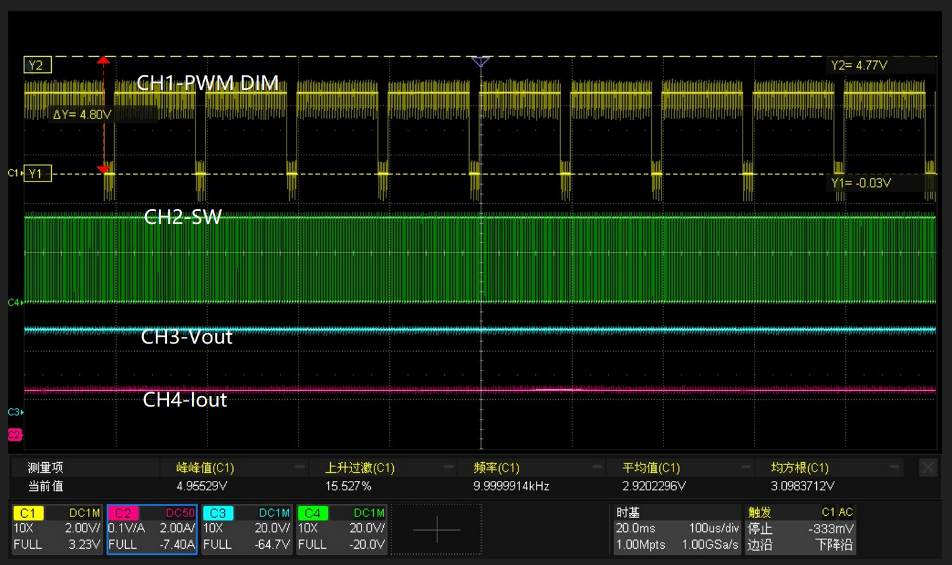 Y2
Y2= 4.77V
CH1-PWM DIM
ΔY= 4.80V
C1 Y1
Y1= -0.03V
CH2-SW
C4
CH3-Vout
CH4-Iout
C3
C2
测量项 峰峰值(C1) 上升过激(C1) 频率(C1) 平均值(C1) 均方根(C1)
当前值 4.95529V 15.527% 9.9999914kHz 2.9202296V 3.0983712V
C1 DC1M C2 DC50 C3 DC1M C4 DC1M 时基 触发 C1 AC
10X 2.00V/ 0.1V/A 2.00A/ 10X 20.0V/ 10X 20.0V/ 20.0ms 100us/div 停止 -333mV
FULL 3.23V FULL -7.40A FULL -64.7V FULL -20.0V 1.00Mpts 1.00GSa/s 边沿 下降沿